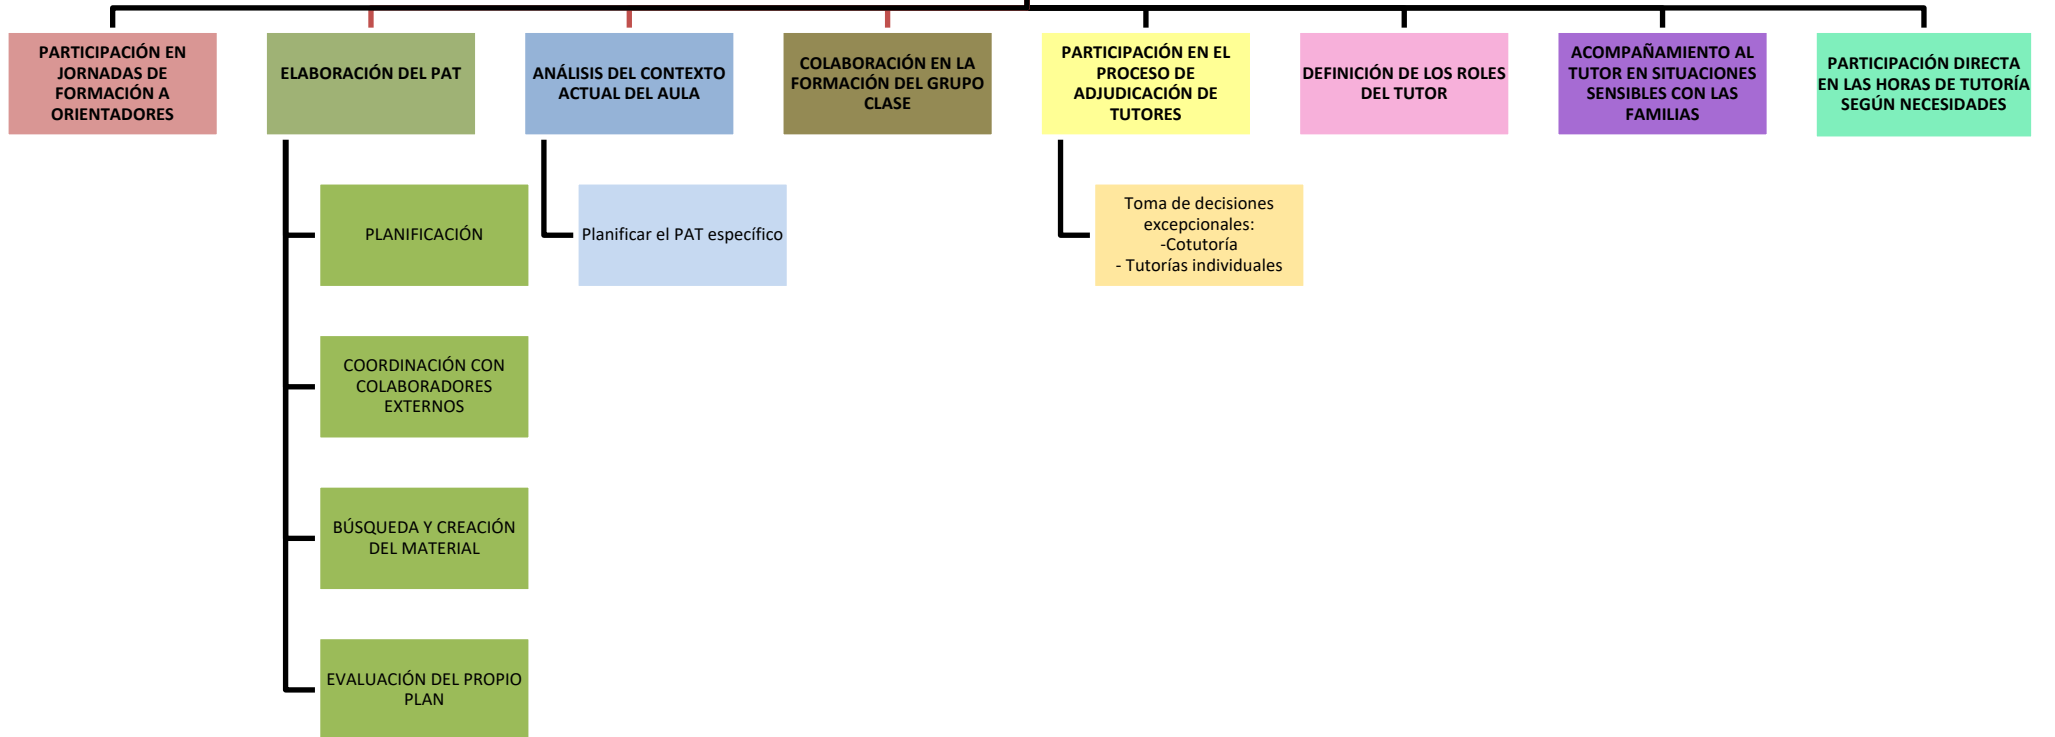 PARTICIPACIÓN EN
JORNADAS DE
FORMACIÓN A
ORIENTADORES
ELABORACIÓN DEL PAT
ANÁLISIS DEL CONTEXTO
ACTUAL DEL AULA
COLABORACIÓN EN LA
FORMACIÓN DEL GRUPO
CLASE
PARTICIPACIÓN EN EL
PROCESO DE
ADJUDICACIÓN DE
TUTORES
DEFINICIÓN DE LOS ROLES
DEL TUTOR
ACOMPAÑAMIENTO AL
TUTOR EN SITUACIONES
SENSIBLES CON LAS
FAMILIAS
PARTICIPACIÓN DIRECTA
EN LAS HORAS DE TUTORÍA
SEGÚN NECESIDADES
PLANIFICACIÓN
Planificar el PAT específico
Toma de decisiones
excepcionales:
-Cotutoría
- Tutorías individuales
COORDINACIÓN CON
COLABORADORES
EXTERNOS
BÚSQUEDA Y CREACIÓN
DEL MATERIAL
EVALUACIÓN DEL PROPIO
PLAN